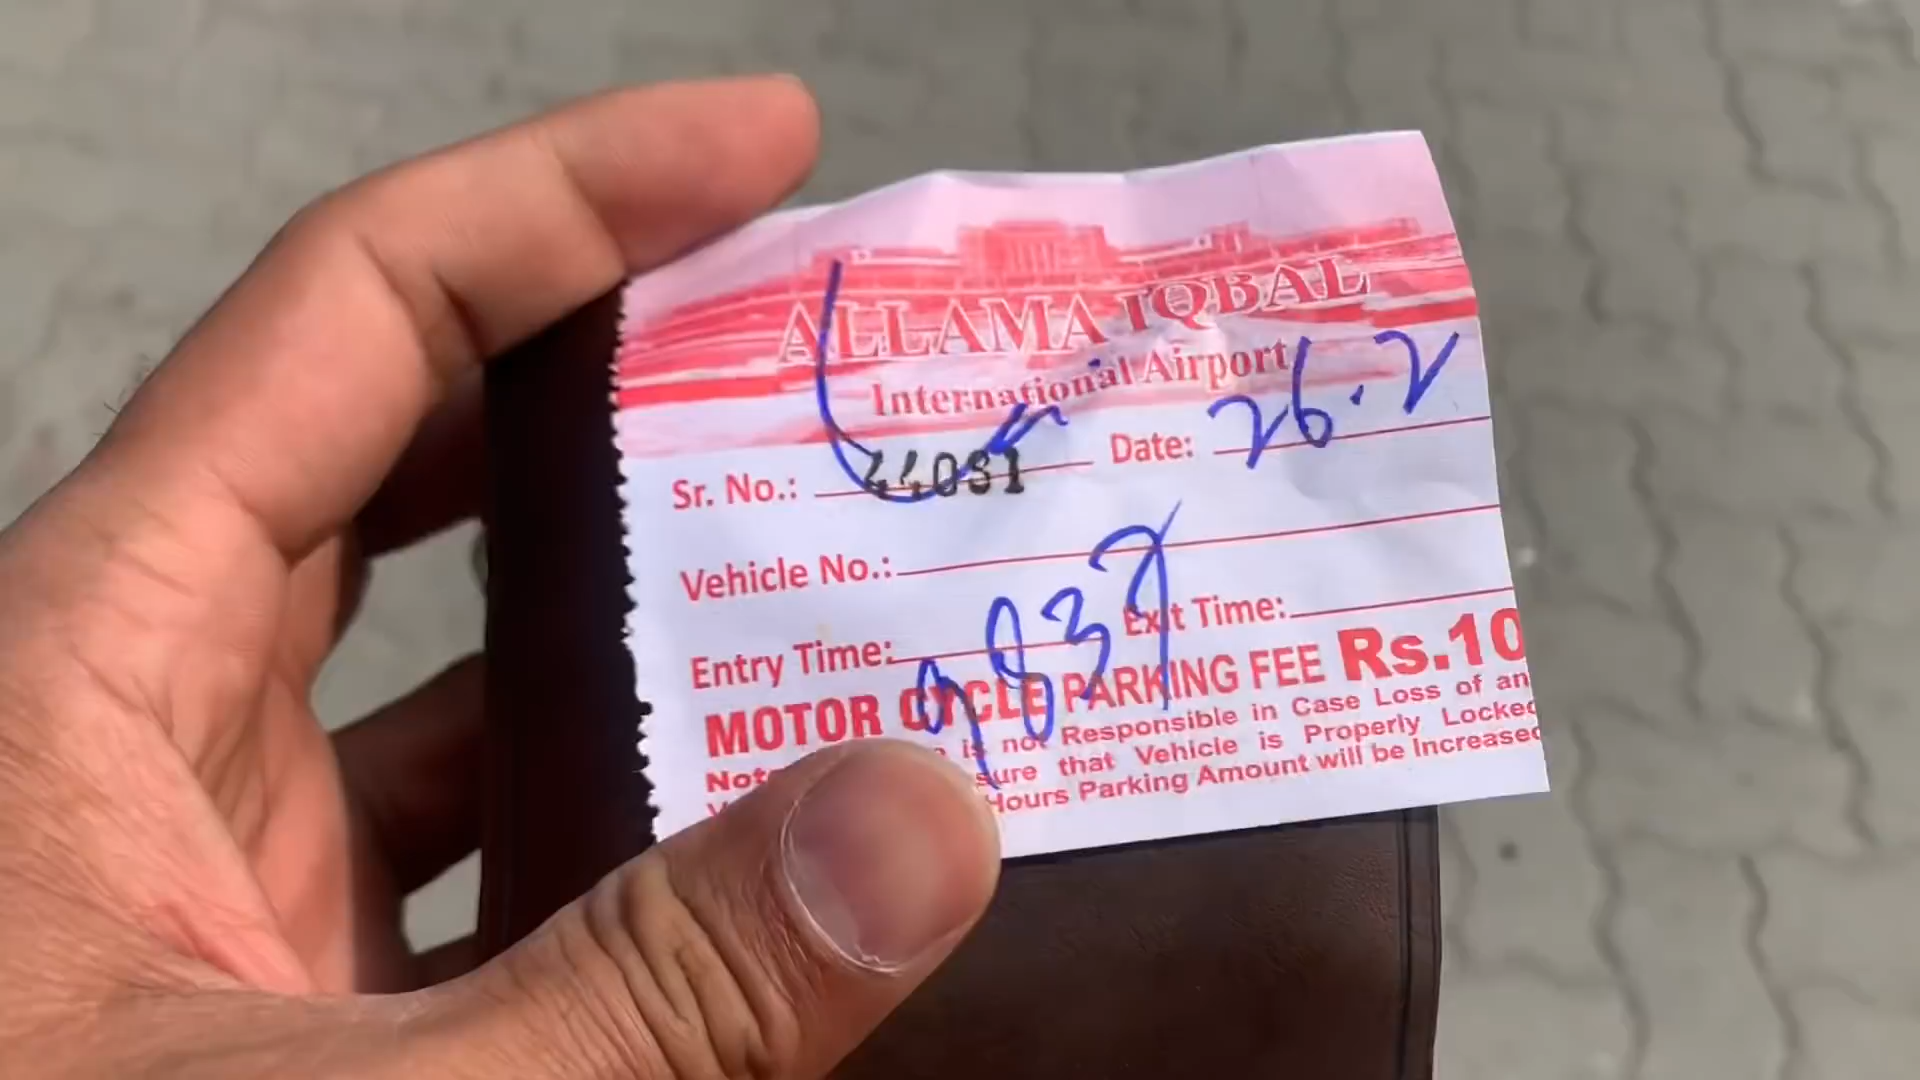 ALLAMA IQBAL
International Airport
Sr. No.: 44081 Date: 26.2
Vehicle No.:
Entry Time: Exit Time:
9837
MOTOR CYCLE PARKING FEE Rs.10
is not Responsible in Case Loss of an
sure that Vehicle is Properly Locked
Hours Parking Amount will be Increased